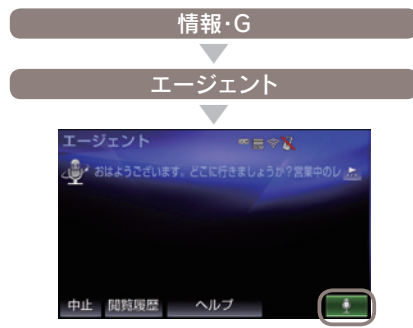 情報・G
エージェント
エージェント
おはようございます。どこに行きましょうか?営業中のレ
中止 閲覧履歴 ヘルプ